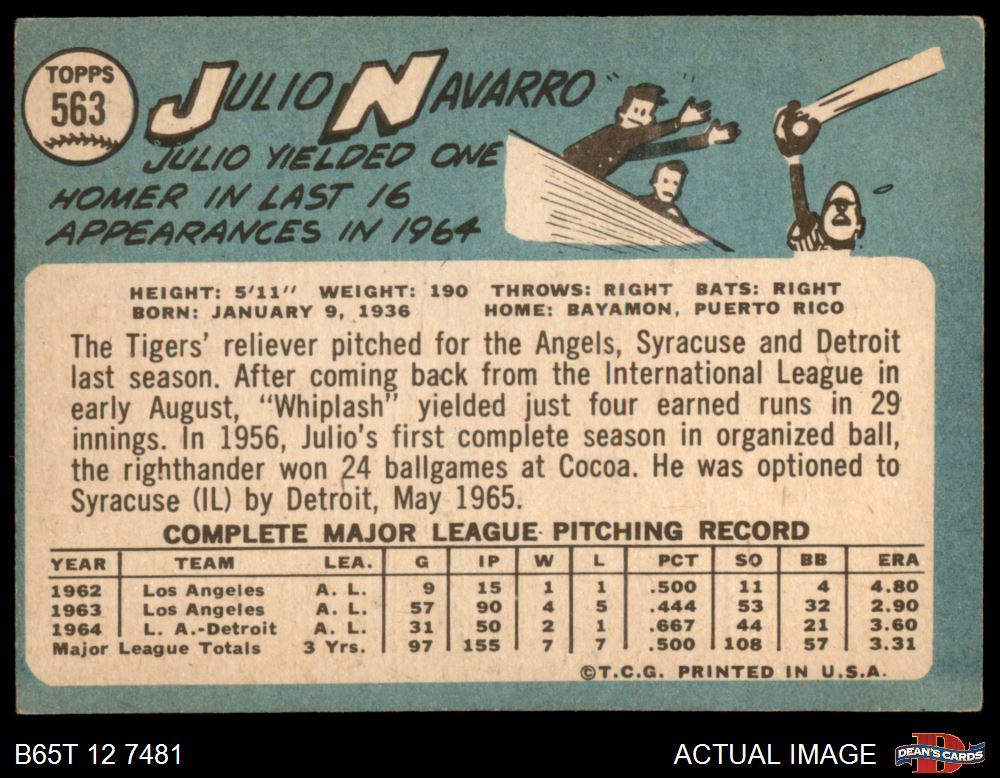 TOPPS
563
JULIO NAVARRO
JULIO YIELDED ONE
HOMER IN LAST 16
APPEARANCES IN 1964
HEIGHT: 5'11" WEIGHT: 190 THROWS: RIGHT BATS: RIGHT
BORN: JANUARY 9, 1936 HOME: BAYAMON, PUERTO RICO
The Tigers' reliever pitched for the Angels, Syracuse and Detroit
last season. After coming back from the International League in
early August, "Whiplash" yielded just four earned runs in 29
innings. In 1956, Julio's first complete season in organized ball,
the righthander won 24 ballgames at Cocoa. He was optioned to
Syracuse (IL) by Detroit, May 1965.
COMPLETE MAJOR LEAGUE PITCHING RECORD
YEAR TEAM LEA. G IP W L PCT SO BB ERA
1962 Los Angeles A. L. 9 15 1 1 .500 11 4 4.80
1963 Los Angeles A. L. 57 90 4 5 .444 53 32 2.90
1964 L. A.-Detroit A. L. 31 50 2 1 .667 44 21 3.60
Major League Totals 3 Yrs. 97 155 7 7 .500 108 57 3.31
©T.C.G. PRINTED IN U.S.A.
B65T 12 7481 ACTUAL IMAGE DEAN'S CARDS